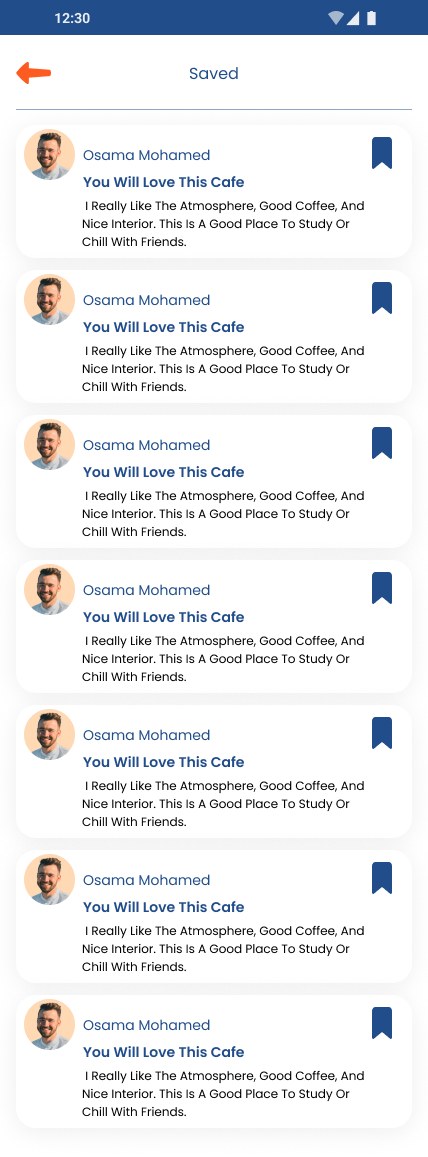 12:30
Saved
Osama Mohamed
You Will Love This Cafe
I Really Like The Atmosphere, Good Coffee, And
Nice Interior. This Is A Good Place To Study Or
Chill With Friends.
Osama Mohamed
You Will Love This Cafe
I Really Like The Atmosphere, Good Coffee, And
Nice Interior. This Is A Good Place To Study Or
Chill With Friends.
Osama Mohamed
You Will Love This Cafe
I Really Like The Atmosphere, Good Coffee, And
Nice Interior. This Is A Good Place To Study Or
Chill With Friends.
Osama Mohamed
You Will Love This Cafe
I Really Like The Atmosphere, Good Coffee, And
Nice Interior. This Is A Good Place To Study Or
Chill With Friends.
Osama Mohamed
You Will Love This Cafe
I Really Like The Atmosphere, Good Coffee, And
Nice Interior. This Is A Good Place To Study Or
Chill With Friends.
Osama Mohamed
You Will Love This Cafe
I Really Like The Atmosphere, Good Coffee, And
Nice Interior. This Is A Good Place To Study Or
Chill With Friends.
Osama Mohamed
You Will Love This Cafe
I Really Like The Atmosphere, Good Coffee, And
Nice Interior. This Is A Good Place To Study Or
Chill With Friends.